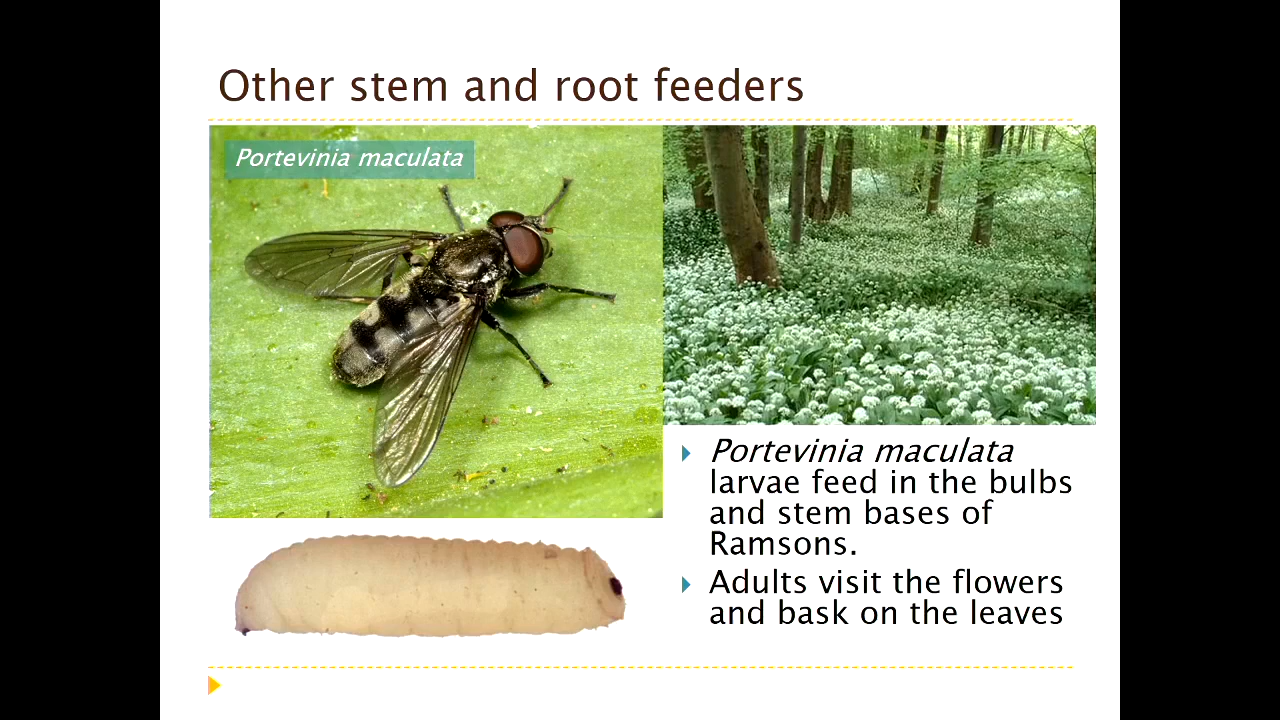 Other stem and root feeders
Portevinia maculata
Portevinia maculata
larvae feed in the bulbs
and stem bases of
Ramsons.
Adults visit the flowers
and bask on the leaves